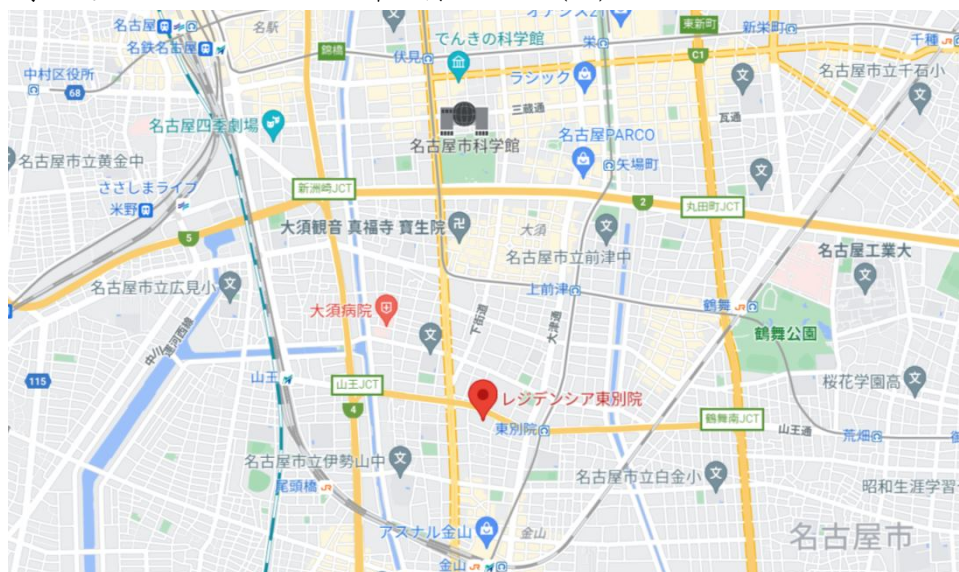 名古屋
名駅
でんきの科学館
栄
東新町
新栄町
千種
名鉄名古屋
錦橋
伏見
C1
中村区役所
68
ラシック
名古屋市立千石小
三蔵通
瓦通
名古屋四季劇場
名古屋市科学館
名古屋PARCO
名古屋市立黄金中
矢場町
ささしまライブ
新洲崎JCT
米野
2
丸田町JCT
5
大須観音 真福寺 寶生院
大須
名古屋市立前津中
名古屋工業大
名古屋市立広見小
上前津
大須病院
下街道
大津通
鶴舞
鶴舞公園
中川運河西線
115
山王
山王JCT
桜花学園高
レジデンシア東別院
4
東別院
鶴舞南JCT
山王通
荒畑
御
名古屋市立伊勢山中
名古屋市立白金小
尾頭橋
昭和生涯学習
アスナル金山
金山
名古屋市
金山